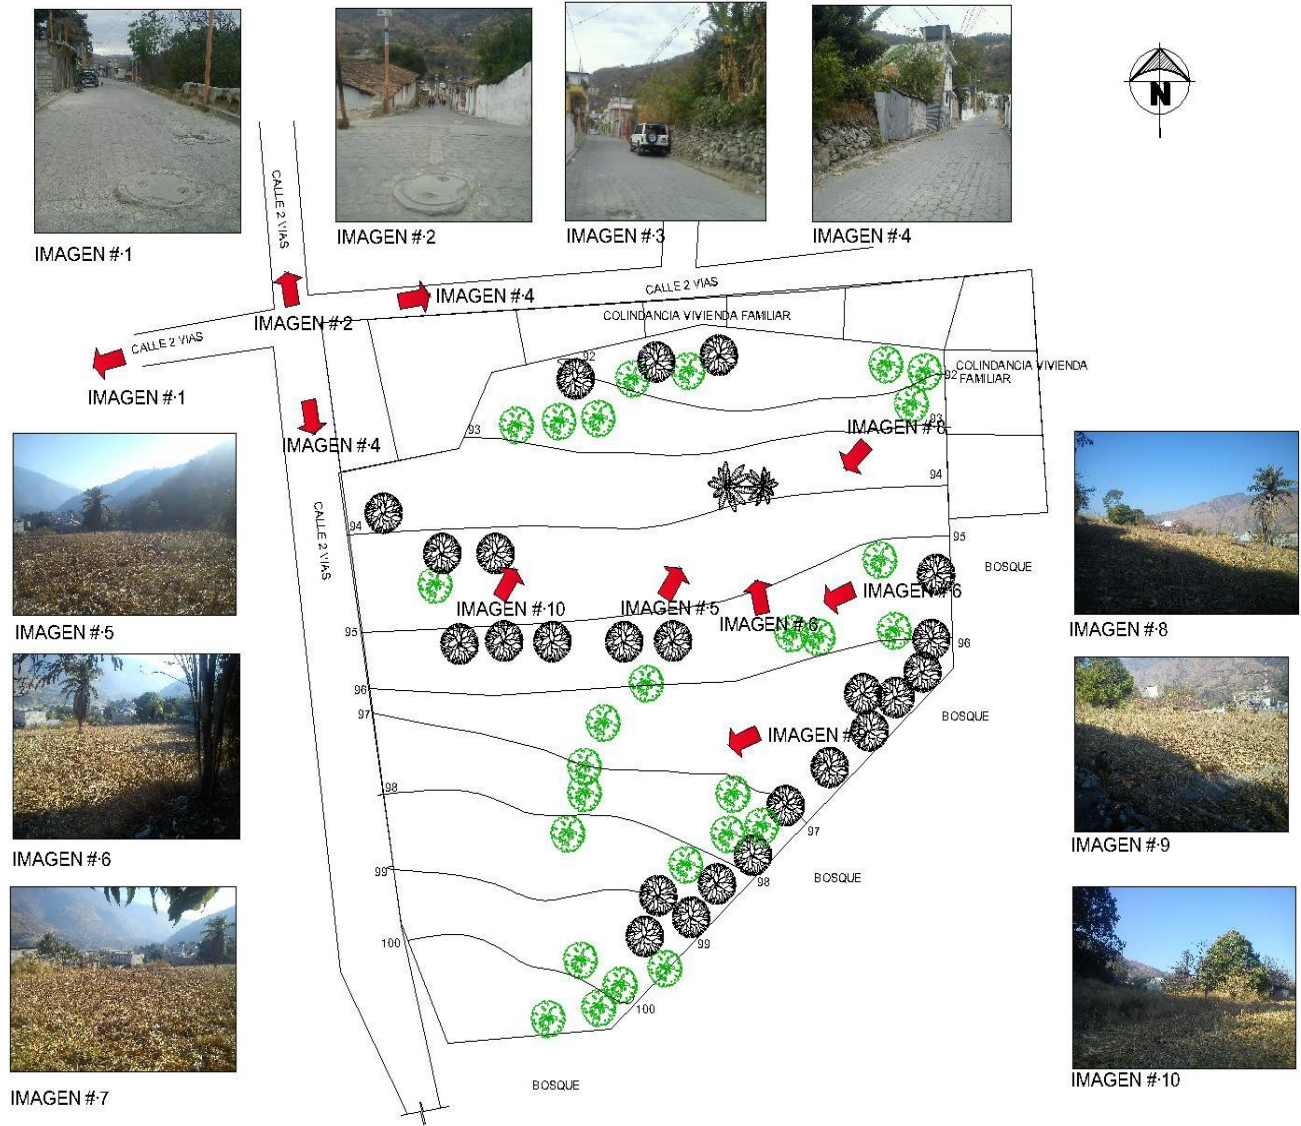 N
IMAGEN #·1
IMAGEN #·2
IMAGEN #·3
IMAGEN #·4
CALLE 2 VIAS
CALLE 2 VIAS
IMAGEN #·4
IMAGEN #·2
COLINDANCIA VIVIENDA FAMILIAR
CALLE 2 VIAS
92
COLINDANCIA VIVIENDA
FAMILIAR
92
IMAGEN #·1
93
IMAGEN #·4
93
IMAGEN #·8
94
CALLE 2 VIAS
94
95
BOSQUE
IMAGEN #·5
IMAGEN #·10
IMAGEN #·5
IMAGEN #·6
IMAGEN #·6
IMAGEN #·8
95
96
96
97
BOSQUE
IMAGEN #
98
97
IMAGEN #·6
IMAGEN #·9
99
98
BOSQUE
100
99
100
BOSQUE
IMAGEN #·7
IMAGEN #·10